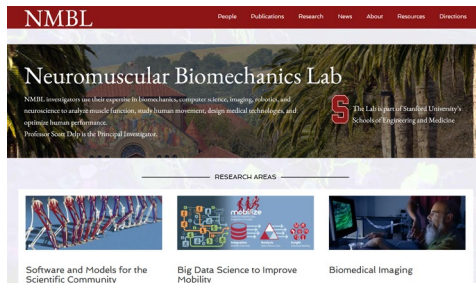 NMBL
People Publications Research News About Resources Directions
Neuromuscular Biomechanics Lab
NMBL investigators use their expertise in biomechanics, computer science, imaging, robotics, and
neuroscience to analyze muscle function, study human movement, design medical technologies, and
optimize human performance.
Professor Scott Delp is the Principal Investigator.
S
The Lab is part of Stanford University's
Schools of Engineering and Medicine
RESEARCH AREAS
mobilize
Software and Models for the
Scientific Community
Big Data Science to Improve
Mobility
Biomedical Imaging